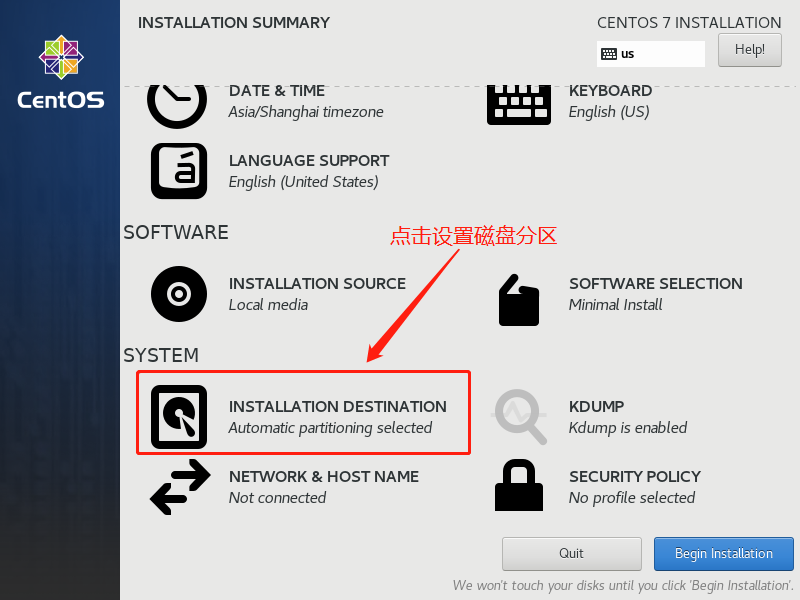 INSTALLATION SUMMARY
CENTOS 7 INSTALLATION
us
Help!
CentOS
DATE & TIME
Asia/Shanghai timezone
KEYBOARD
English (US)
á
LANGUAGE SUPPORT
English (United States)
SOFTWARE
点击设置磁盘分区
INSTALLATION SOURCE
Local media
SOFTWARE SELECTION
Minimal Install
SYSTEM
INSTALLATION DESTINATION
Automatic partitioning selected
KDUMP
Kdump is enabled
NETWORK & HOST NAME
Not connected
SECURITY POLICY
No profile selected
Quit
Begin Installation
We won't touch your disks until you click 'Begin Installation'.